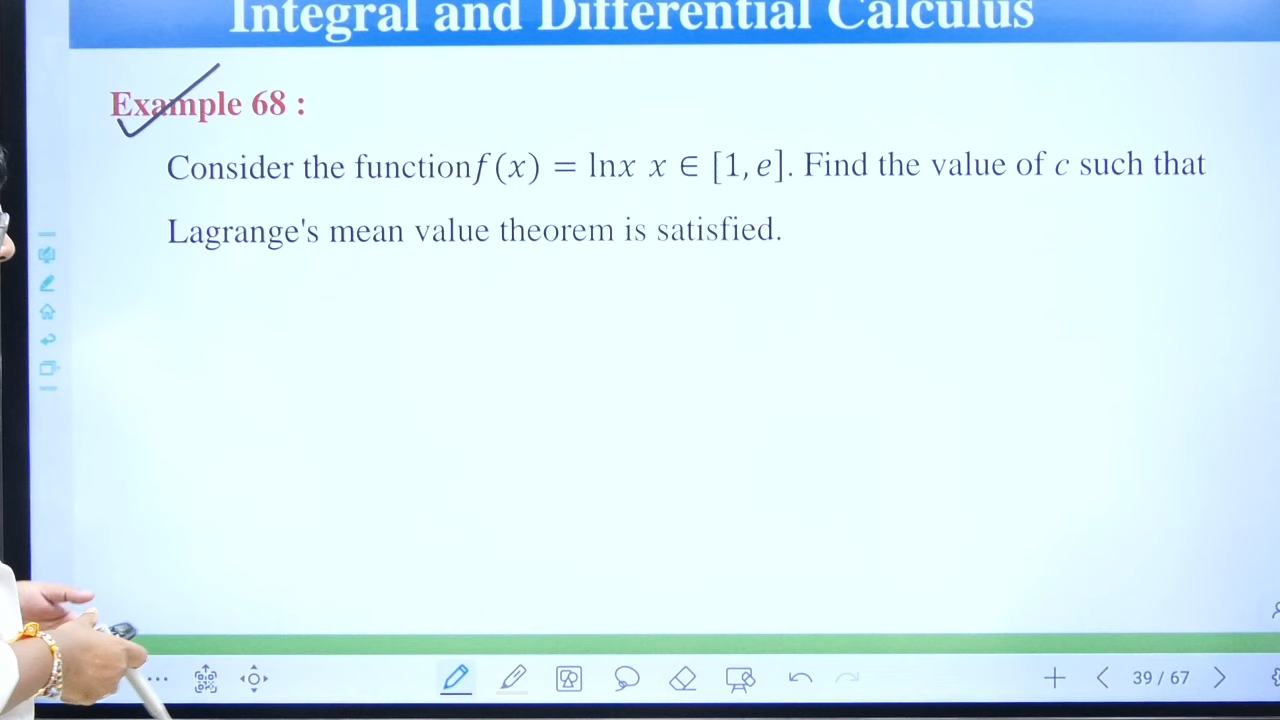 Integral and Differential Calculus
Example 68 :
Consider the function f(x) = lnx x ∈ [1, e]. Find the value of c such that
Lagrange's mean value theorem is satisfied.
39 / 67